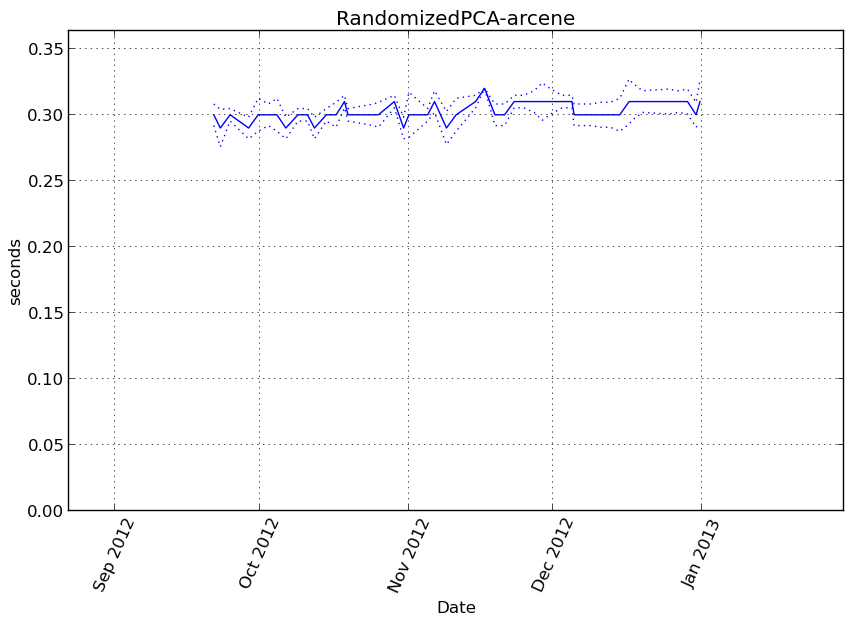 RandomizedPCA-arcene
0.35
0.30
0.25
0.20
0.15
0.10
0.05
0.00
seconds
Sep 2012
Oct 2012
Nov 2012
Dec 2012
Jan 2013
Date